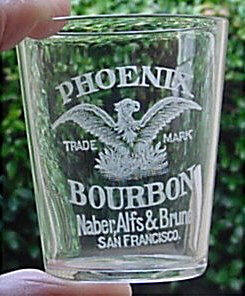 PHOENIX
TRADE MARK
BOURBON
Naber, Alfs & Brune
SAN FRANCISCO.